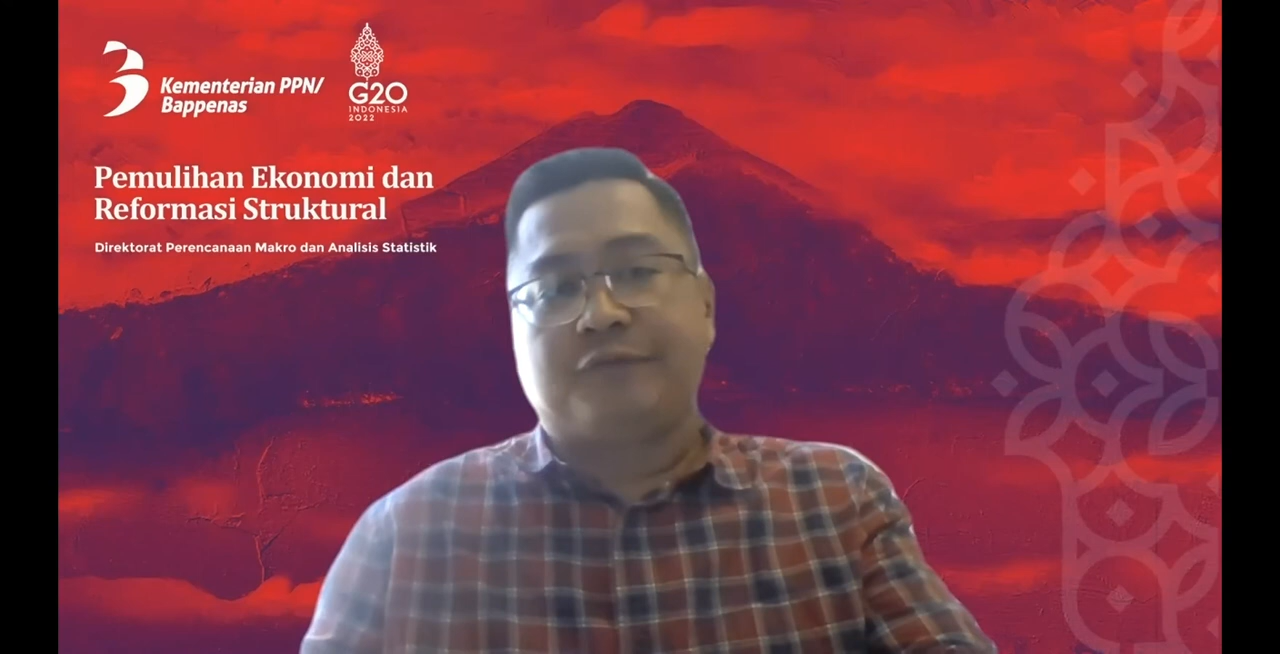 Kementerian PPN/
Bappenas
G20
INDONESIA
2022
Pemulihan Ekonomi dan
Reformasi Struktural
Direktorat Perencanaan Makro dan Analisis Statistik